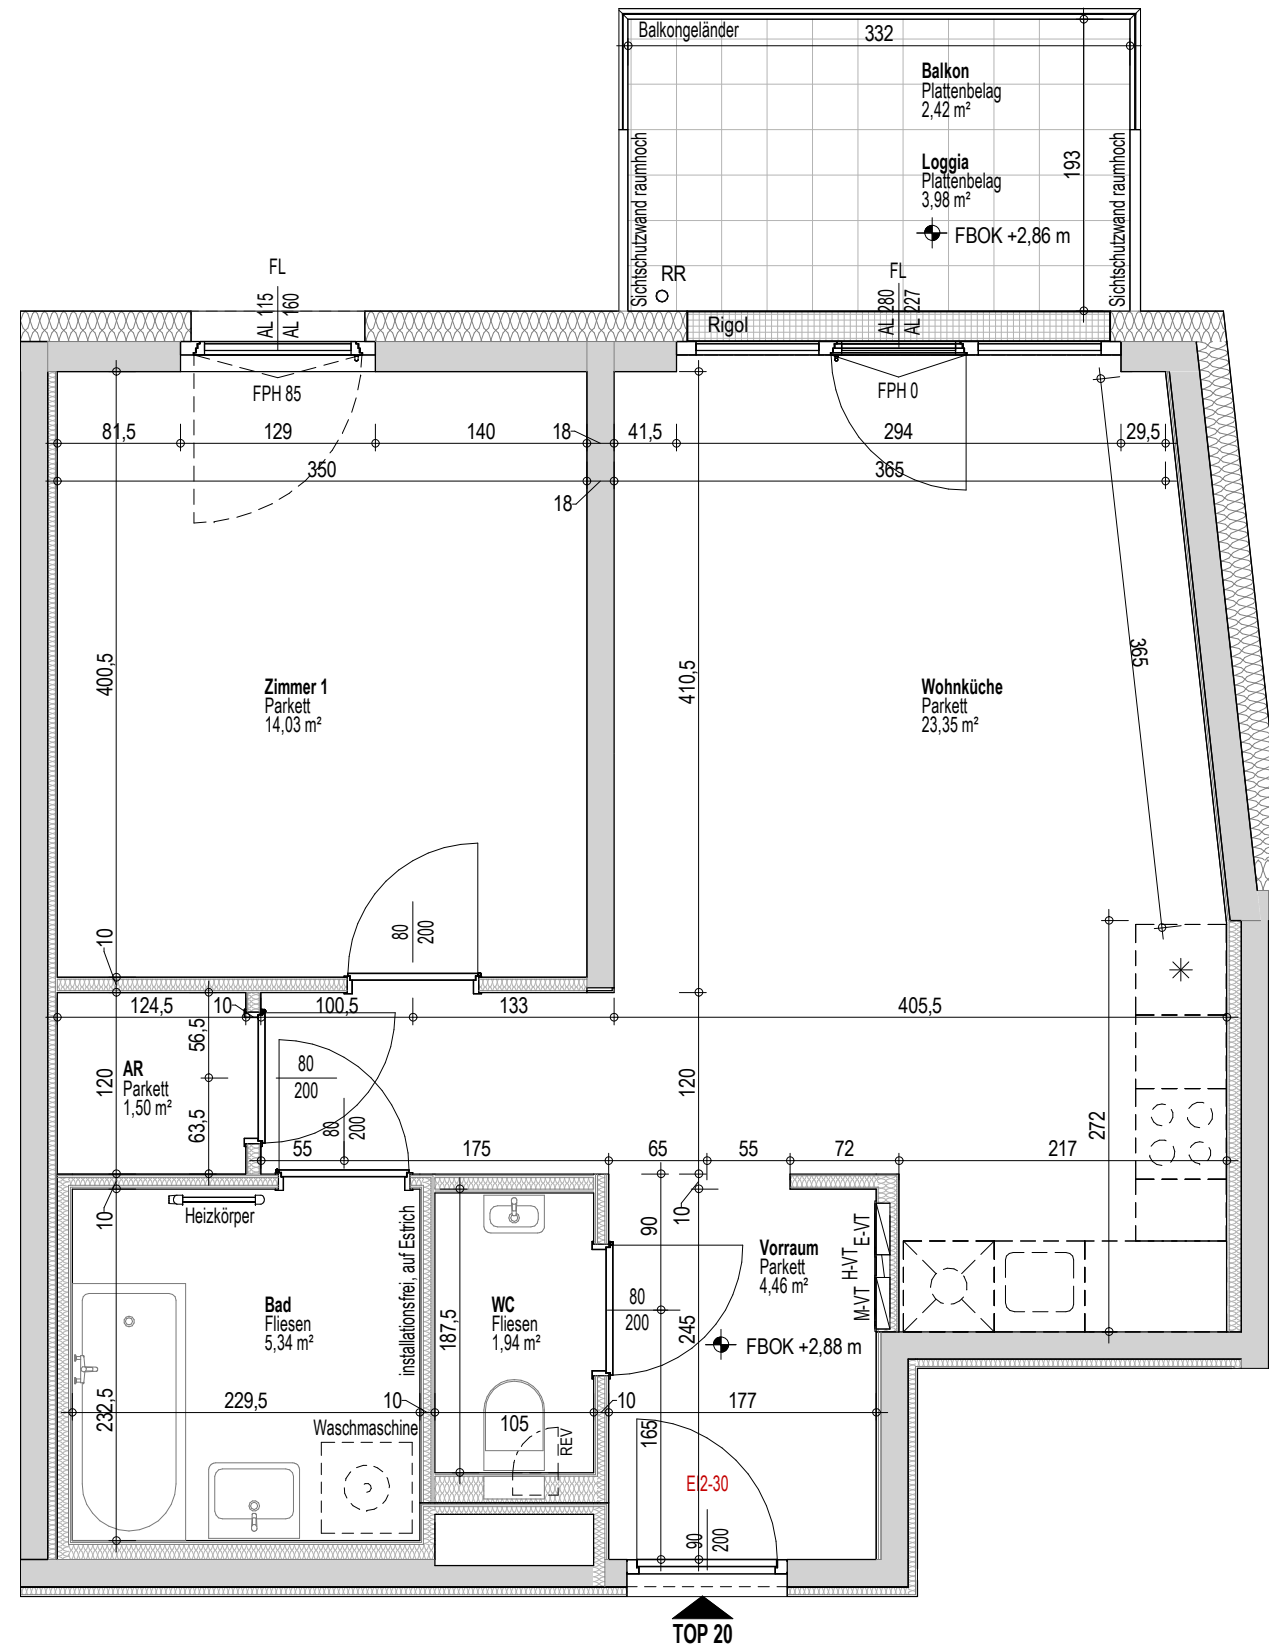 Balkongeländer
332
Balkon
Plattenbelag
2,42 m²
193
Sichtschutzwand raumhoch
Loggia
Plattenbelag
3,98 m²
Sichtschutzwand raumhoch
FBOK +2,86 m
RR
FL
AL 115
AL 160
FL
AL 280
AL 227
Rigol
FPH 85
FPH 0
81,5
129
140
18
41,5
294
29,5
350
365
18
400,5
410,5
365
Zimmer 1
Parkett
14,03 m²
Wohnküche
Parkett
23,35 m²
80
200
10
124,5
10
100,5
133
405,5
56,5
AR
Parkett
1,50 m²
120
63,5
80
200
80
200
120
272
55
175
65
55
72
217
10
Heizkörper
installationsfrei, auf Estrich
90
10
Vorraum
Parkett
4,46 m²
E-VT
H-VT
M-VT
Bad
Fliesen
5,34 m²
WC
Fliesen
1,94 m²
187,5
80
200
245
FBOK +2,88 m
232,5
229,5
10
105
10
177
Waschmaschine
REV
165
EI2-30
90
200
TOP 20